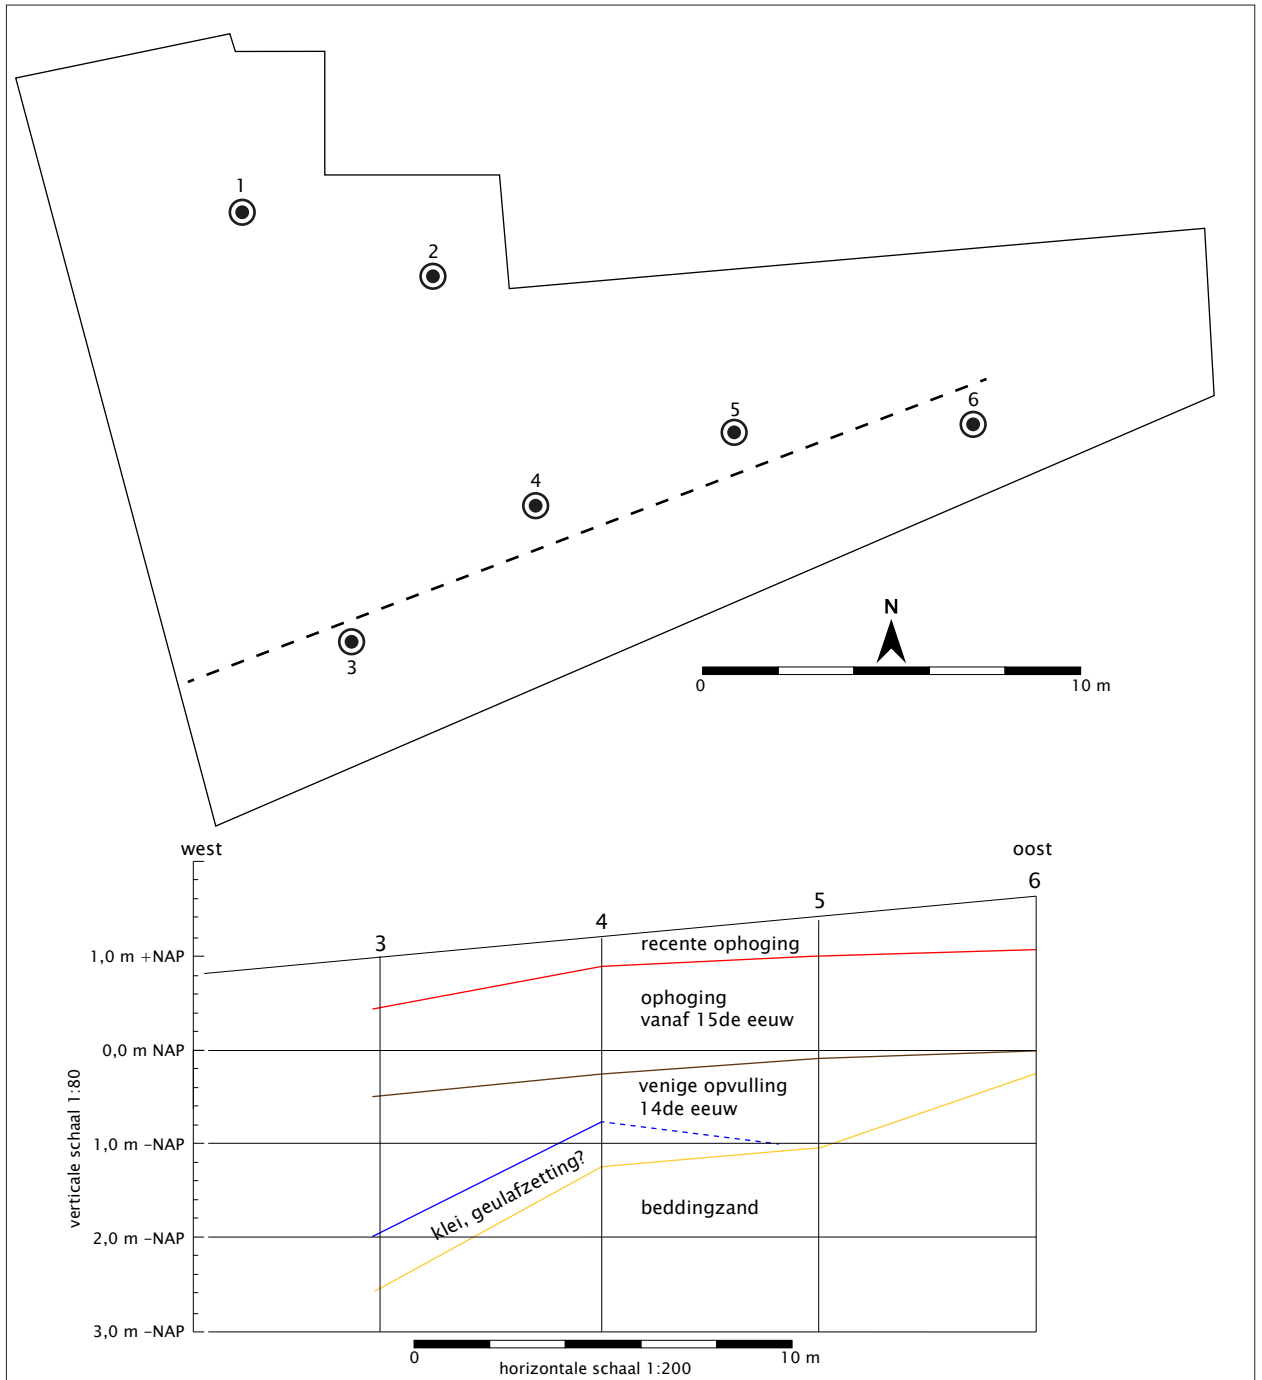 1
2
5
6
4
3
N
0
10 m
west
oost
6
5
4
3
recente ophoging
1,0 m +NAP
ophoging
vanaf 15de eeuw
0,0 m NAP
venige opvulling
14de eeuw
1,0 m –NAP
klei, geulafzetting?
beddingzand
2,0 m –NAP
3,0 m –NAP
verticale schaal 1:80
0
10 m
horizontale schaal 1:200